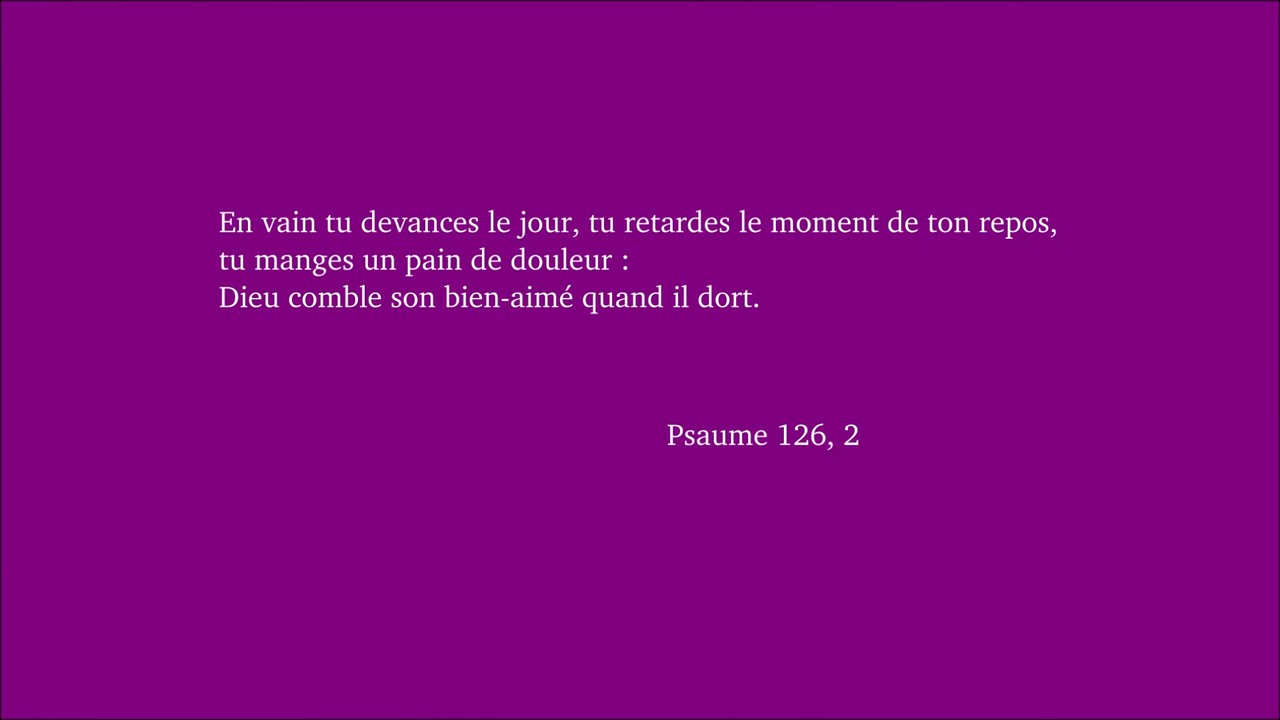 En vain tu devances le jour, tu retardes le moment de ton repos,
tu manges un pain de douleur :
Dieu comble son bien-aimé quand il dort.
Psaume 126, 2